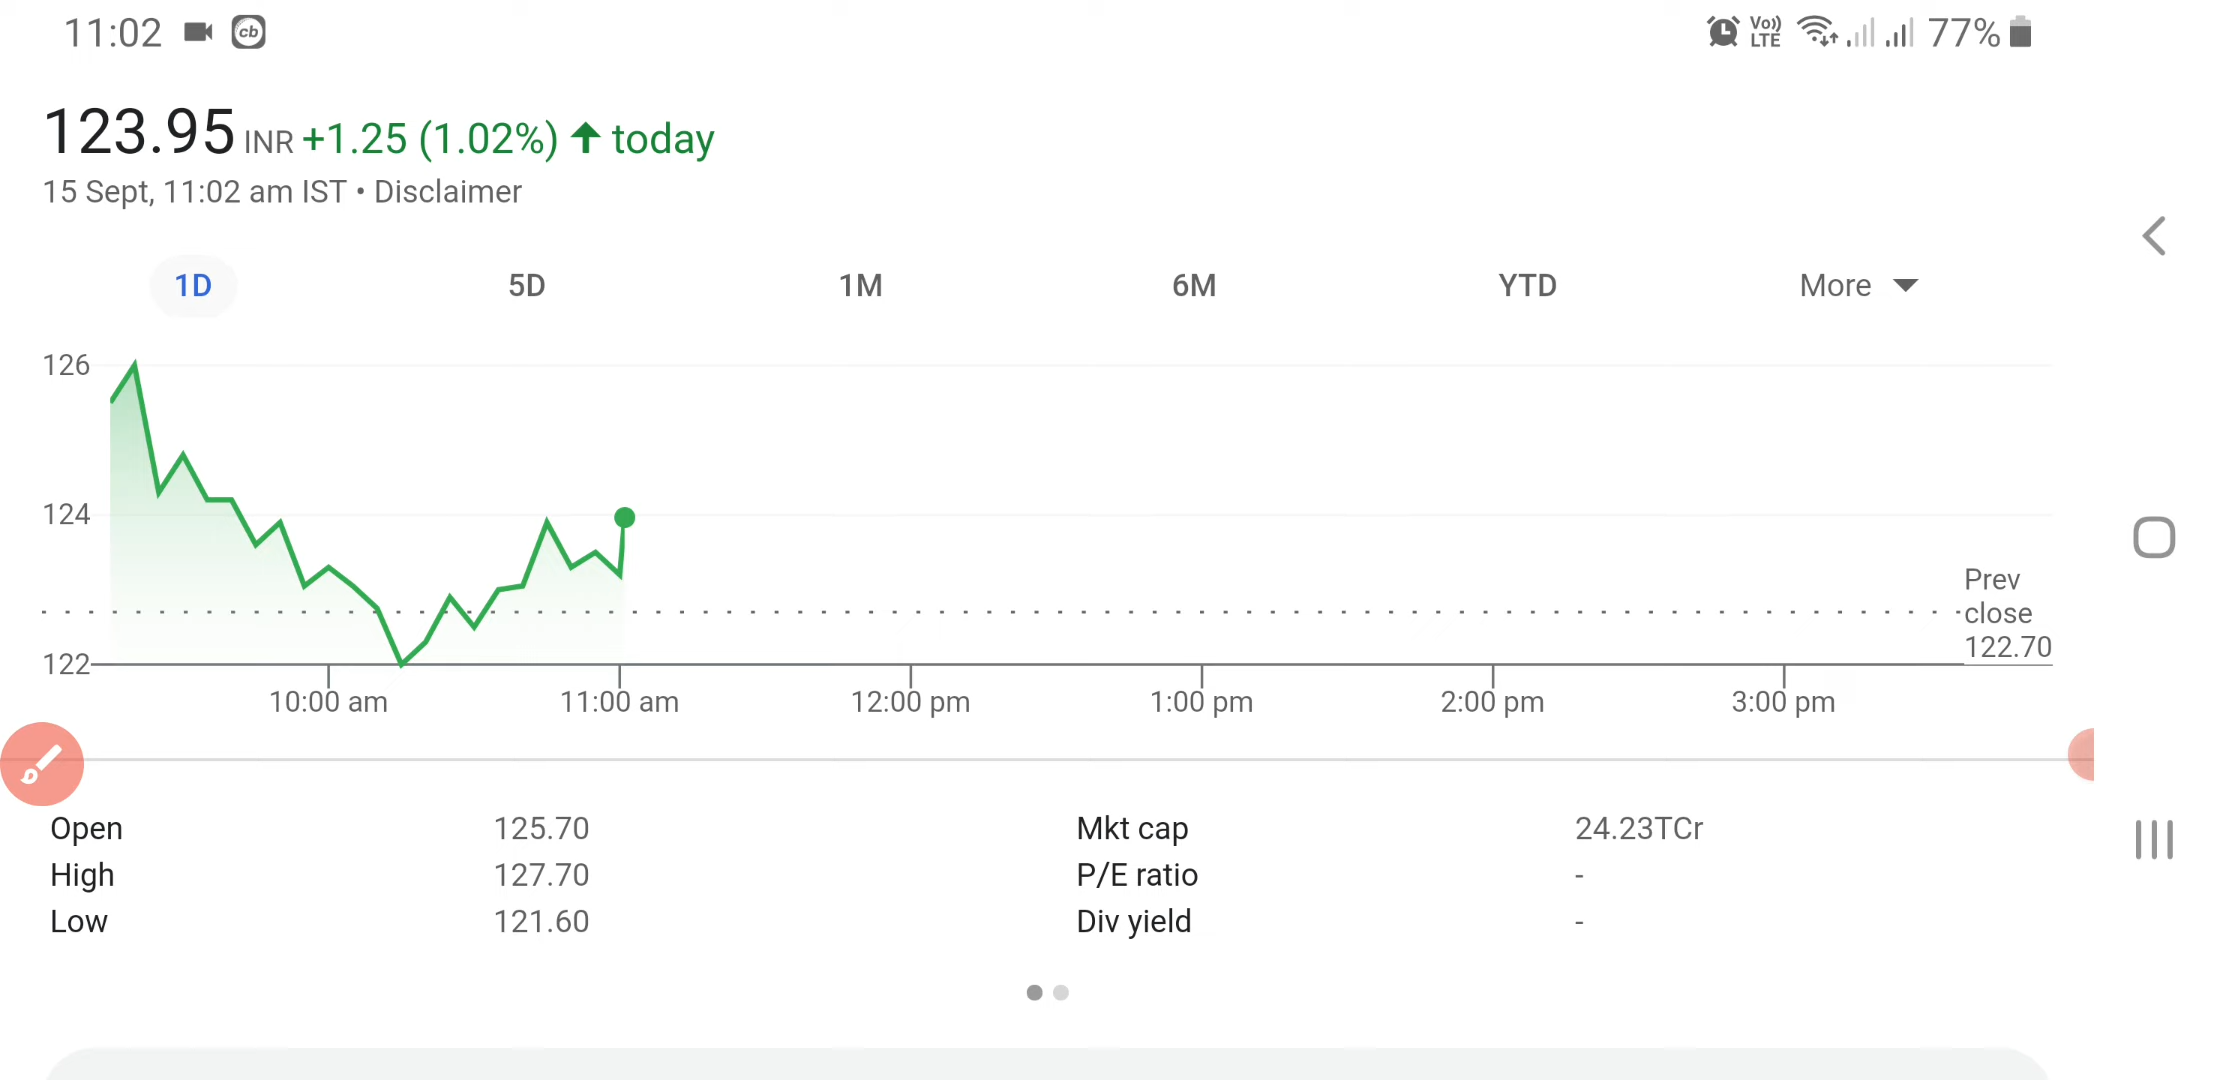 11:02 cb Vo)) LTE 77%
123.95 INR +1.25 (1.02%) ↑ today
15 Sept, 11:02 am IST • Disclaimer
1D 5D 1M 6M YTD More
126
124
122
Prev
close
122.70
10:00 am 11:00 am 12:00 pm 1:00 pm 2:00 pm 3:00 pm
Open 125.70 Mkt cap 24.23TCr
High 127.70 P/E ratio -
Low 121.60 Div yield -